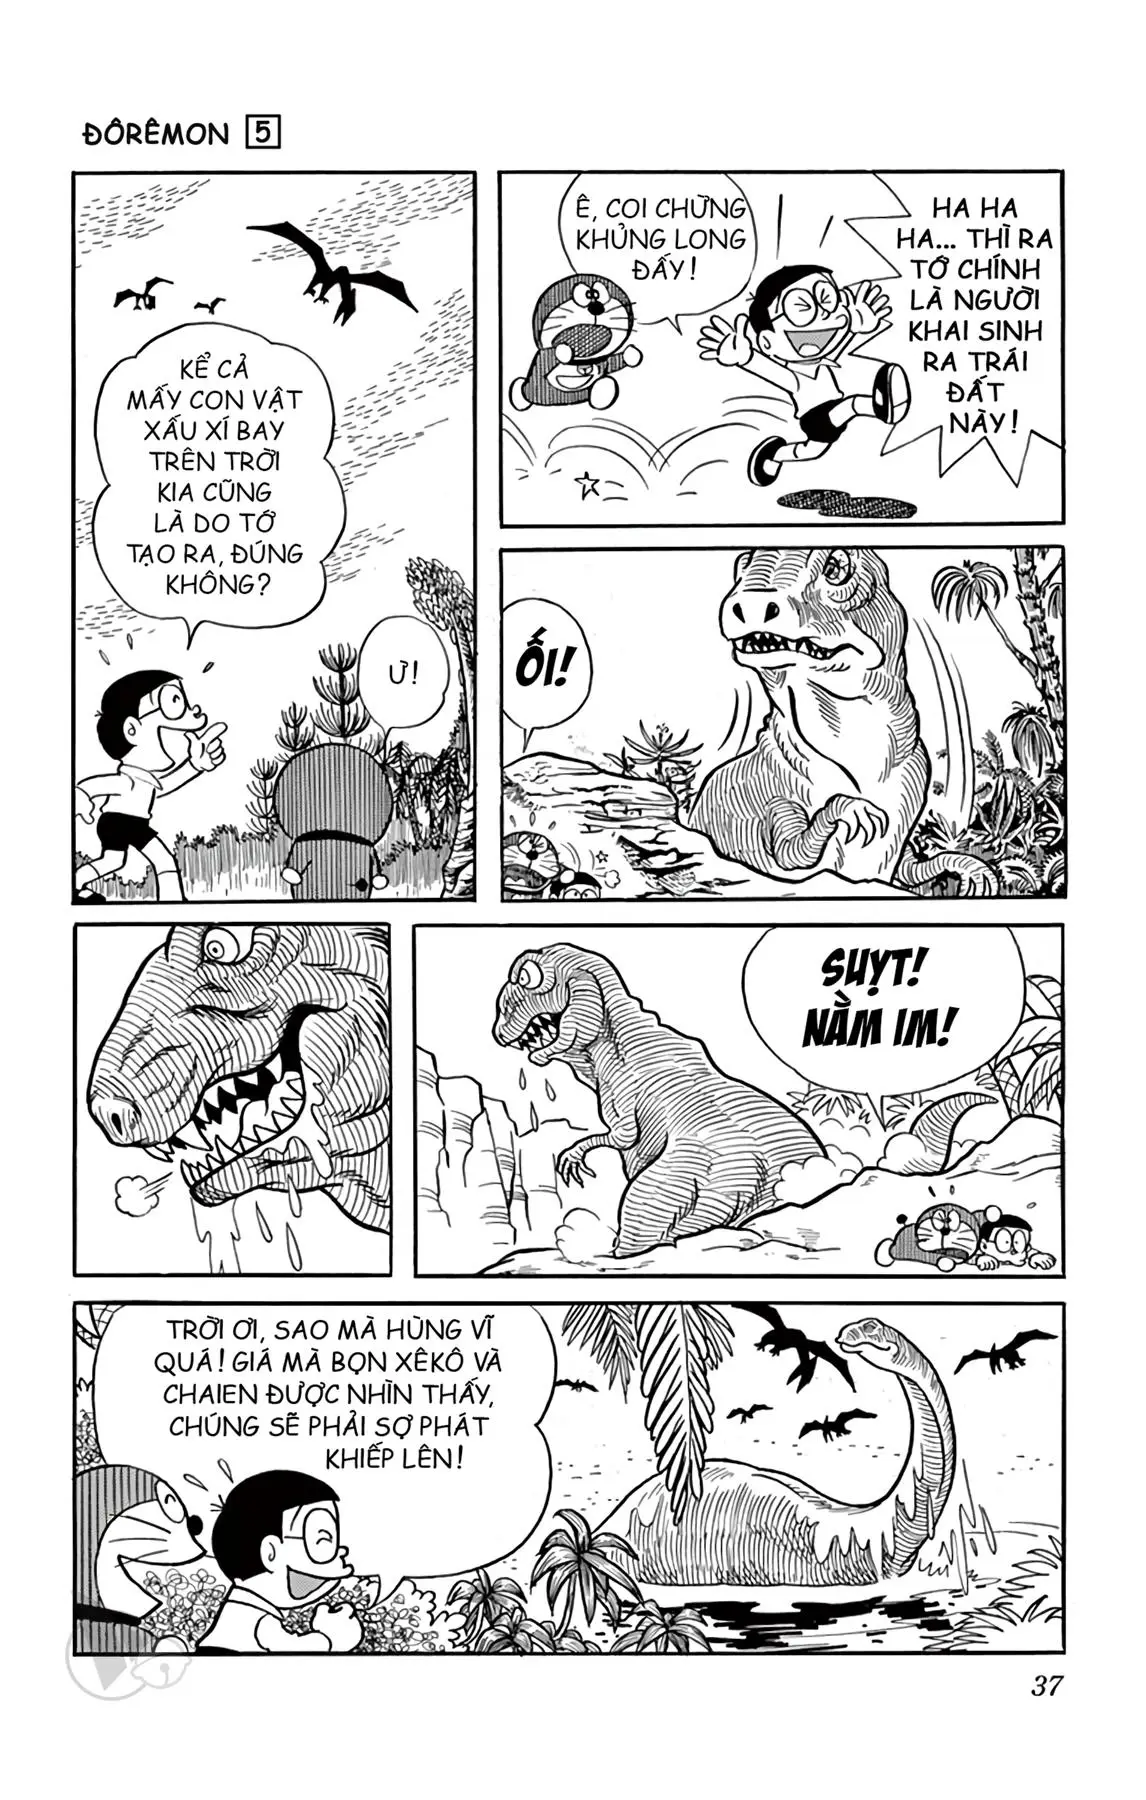 ĐÔRÊMON 5
KỂ CẢ
MẤY CON VẬT
XẤU XÍ BAY
TRÊN TRỜI
KIA CŨNG
LÀ DO TỚ
TẠO RA, ĐÚNG
KHÔNG?
Ư!
Ê, COI CHỪNG
KHỦNG LONG
ĐẤY!
HA HA
HA... THÌ RA
TỚ CHÍNH
LÀ NGƯỜI
KHAI SINH
RA TRÁI
ĐẤT
NÀY!
ỐI!
SUỴT!
NẰM IM!
TRỜI ƠI, SAO MÀ HÙNG VĨ
QUÁ! GIÁ MÀ BỌN XÊKÔ VÀ
CHAIEN ĐƯỢC NHÌN THẤY,
CHÚNG SẼ PHẢI SỢ PHÁT
KHIẾP LÊN!
37